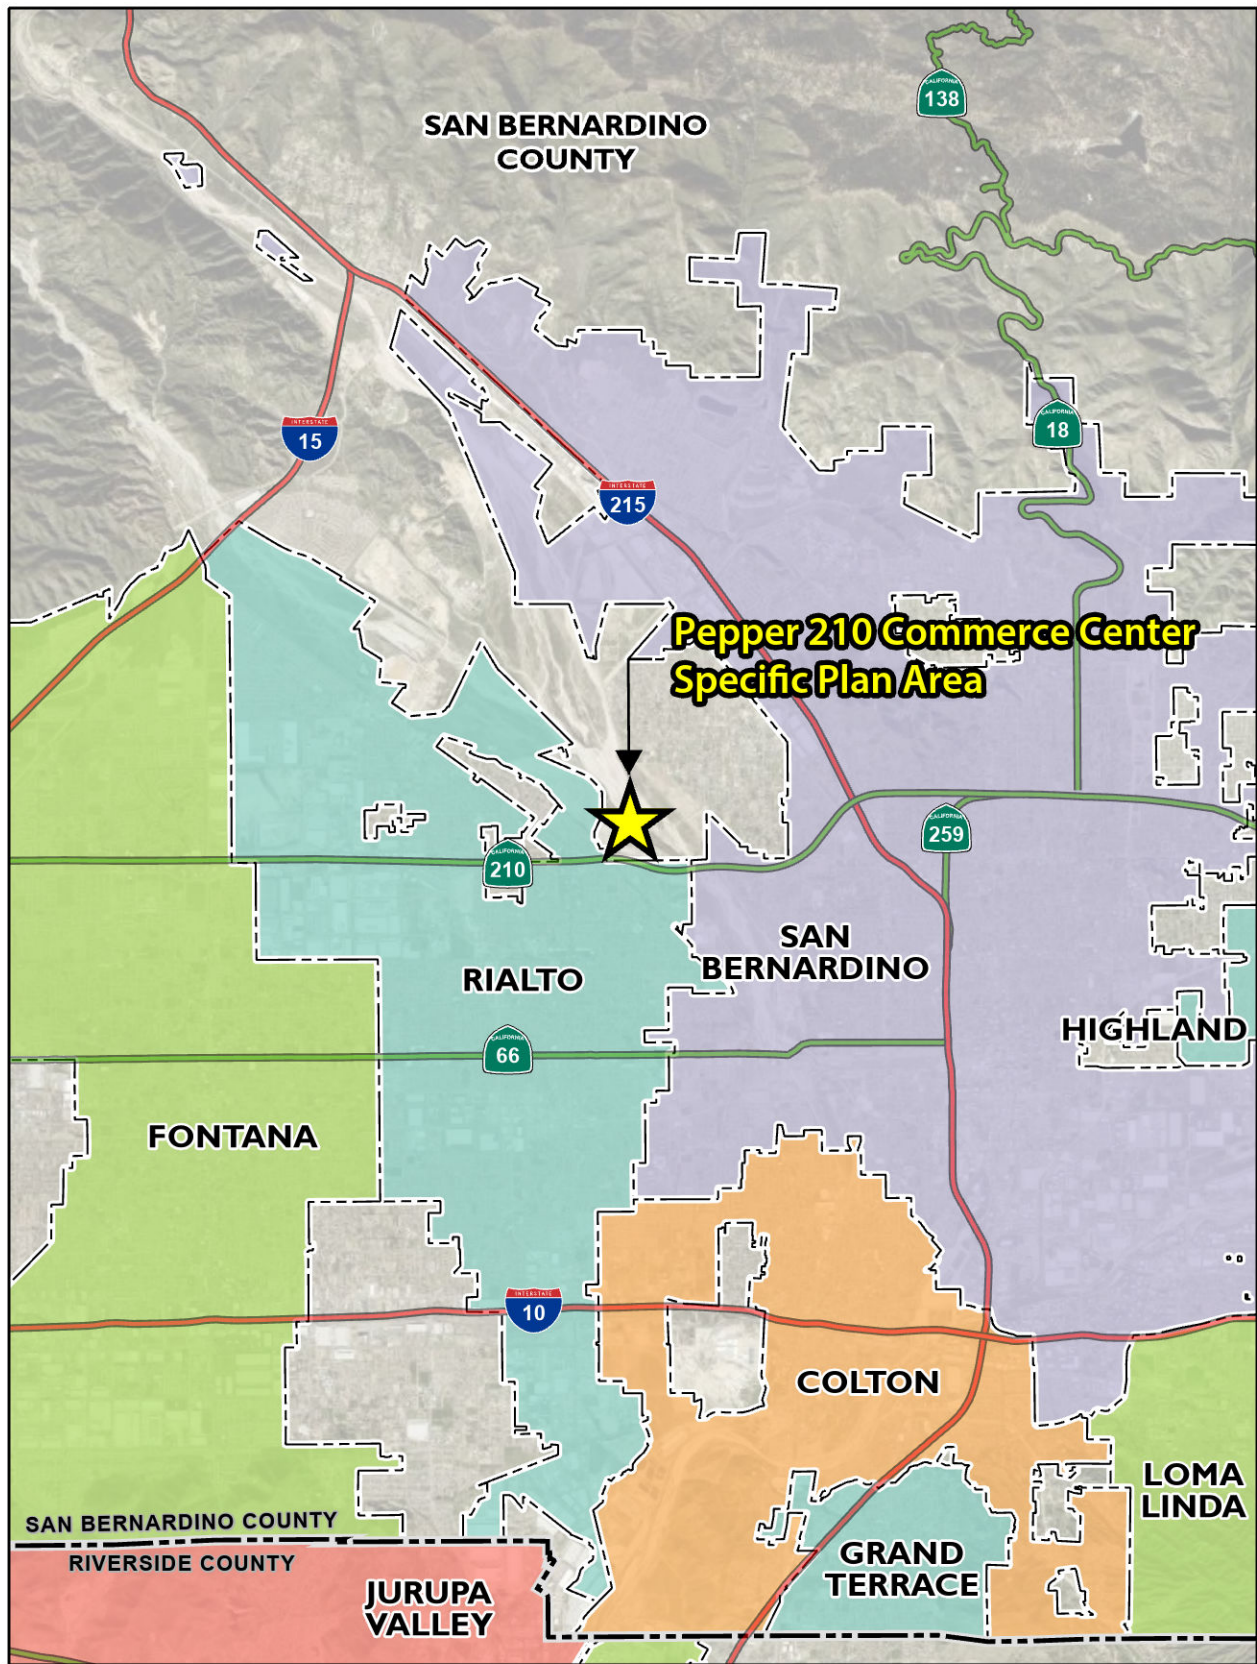 CALIFORNIA
138
SAN BERNARDINO
COUNTY
INTERSTATE
15
CALIFORNIA
18
INTERSTATE
215
Pepper 210 Commerce Center
Specific Plan Area
CALIFORNIA
259
CALIFORNIA
210
SAN
BERNARDINO
RIALTO
HIGHLAND
CALIFORNIA
66
FONTANA
INTERSTATE
10
COLTON
LOMA
LINDA
SAN BERNARDINO COUNTY
RIVERSIDE COUNTY
GRAND
TERRACE
JURUPA
VALLEY